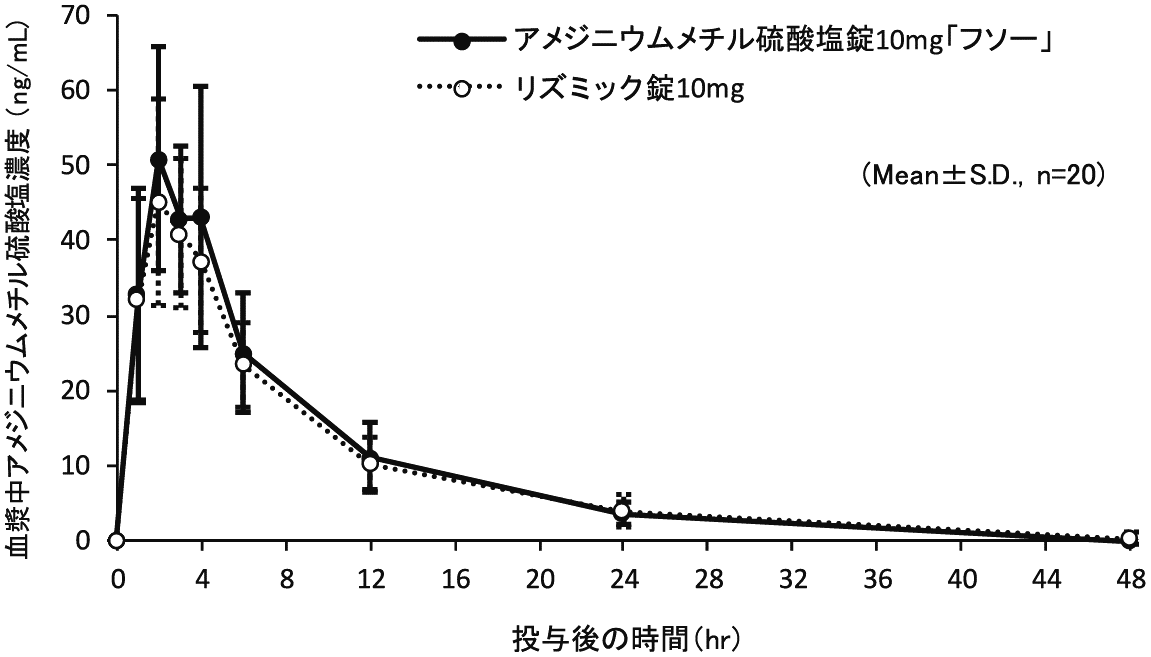 血漿中アメジニウムメチル硫酸塩濃度（ng/mL）
70
60
50
40
30
20
10
0
アメジニウムメチル硫酸塩錠10mg「フソー」
リズミック錠10mg
（Mean±S.D.，n=20）
0 4 8 12 16 20 24 28 32 36 40 44 48
投与後の時間（hr）